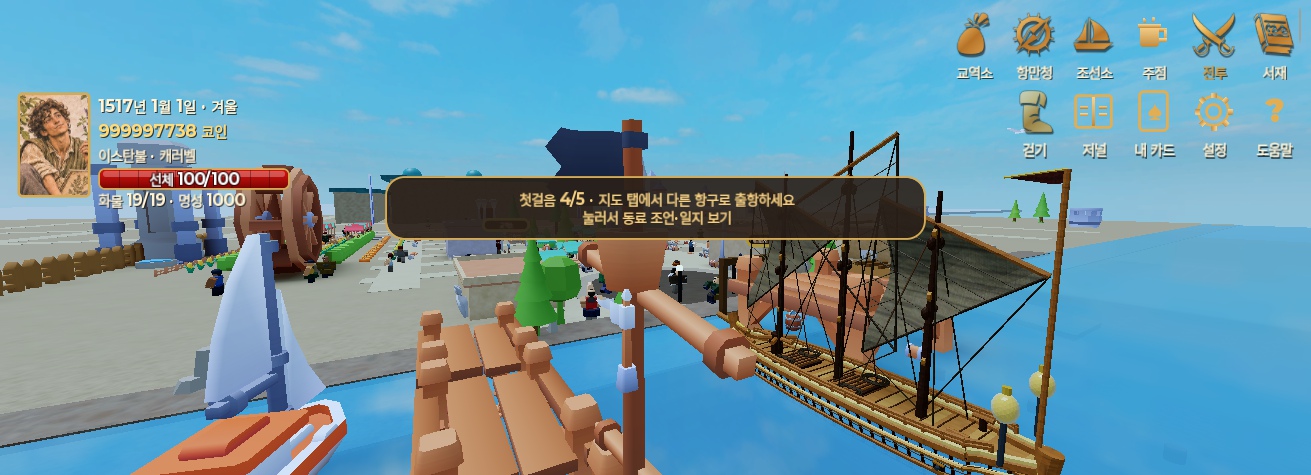 교역소
항만청
조선소
주점
전투
서재
걷기
저널
내 카드
설정
도움말
1517년 1월 1일 · 겨울
999997738 코인
이스탄불 · 캐러벨
선체 100/100
화물 19/19 · 명성 1000
첫걸음 4/5 · 지도 탭에서 다른 항구로 출항하세요
눌러서 동료 조언·일지 보기